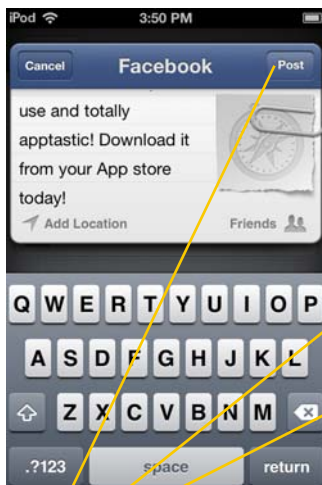 iPod 3:50 PM
Cancel Facebook Post
use and totally
apptastic! Download it
from your App store
today!
Add Location Friends
Q W E R T Y U I O P
A S D F G H J K L
Z X C V B N M
.?123 space return